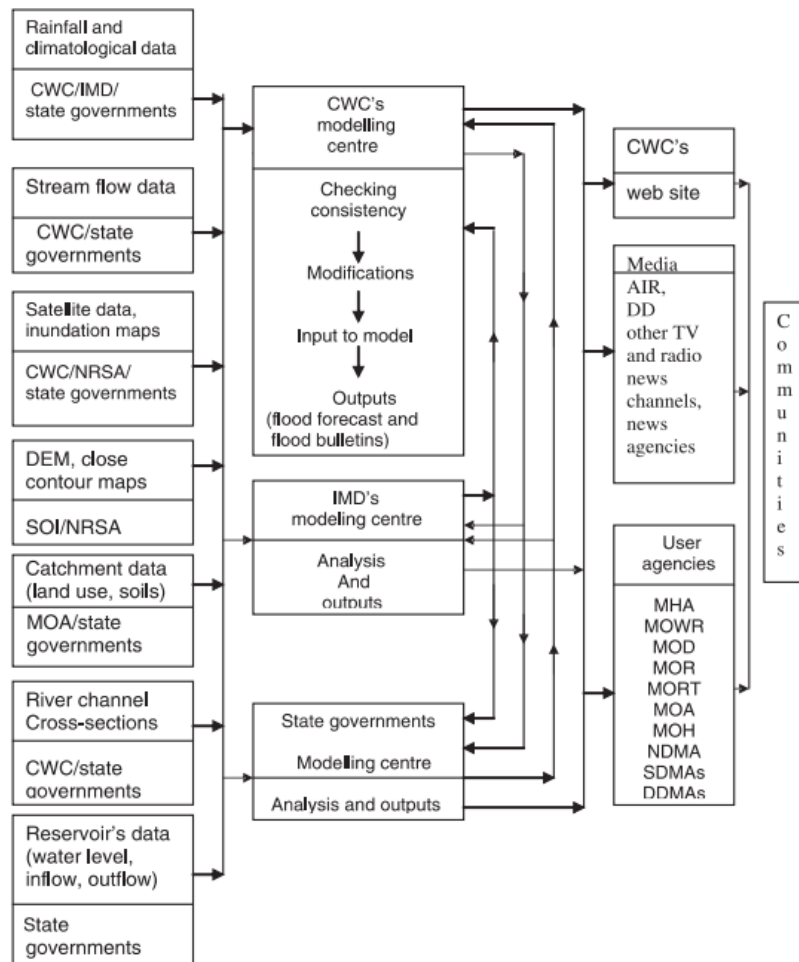 Rainfall and
climatological data
CWC/IMD/
state governments
Stream flow data
CWC/state
governments
Satellite data,
inundation maps
CWC/NRSA/
state governments
DEM, close
contour maps
SOI/NRSA
Catchment data
(land use, soils)
MOA/state
governments
River channel
Cross-sections
CWC/state
governments
Reservoir's data
(water level,
inflow, outflow)
State
governments
CWC's
modelling
centre
Checking
consistency
Modifications
Input to model
Outputs
(flood forecast and
flood bulletins)
IMD's
modeling centre
Analysis
And
outputs
State governments
Modelling centre
Analysis and outputs
CWC's
web site
Media
AIR,
DD
other TV
and radio
news
channels,
news
agencies
User
agencies
MHA
MOWR
MOD
MOR
MORT
MOA
MOH
NDMA
SDMAs
DDMAs
C
o
m
m
u
n
i
t
i
e
s